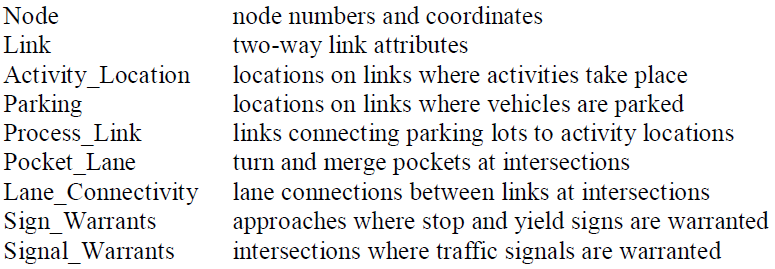 Node node numbers and coordinates
Link two-way link attributes
Activity_Location locations on links where activities take place
Parking locations on links where vehicles are parked
Process_Link links connecting parking lots to activity locations
Pocket_Lane turn and merge pockets at intersections
Lane_Connectivity lane connections between links at intersections
Sign_Warrants approaches where stop and yield signs are warranted
Signal_Warrants intersections where traffic signals are warranted